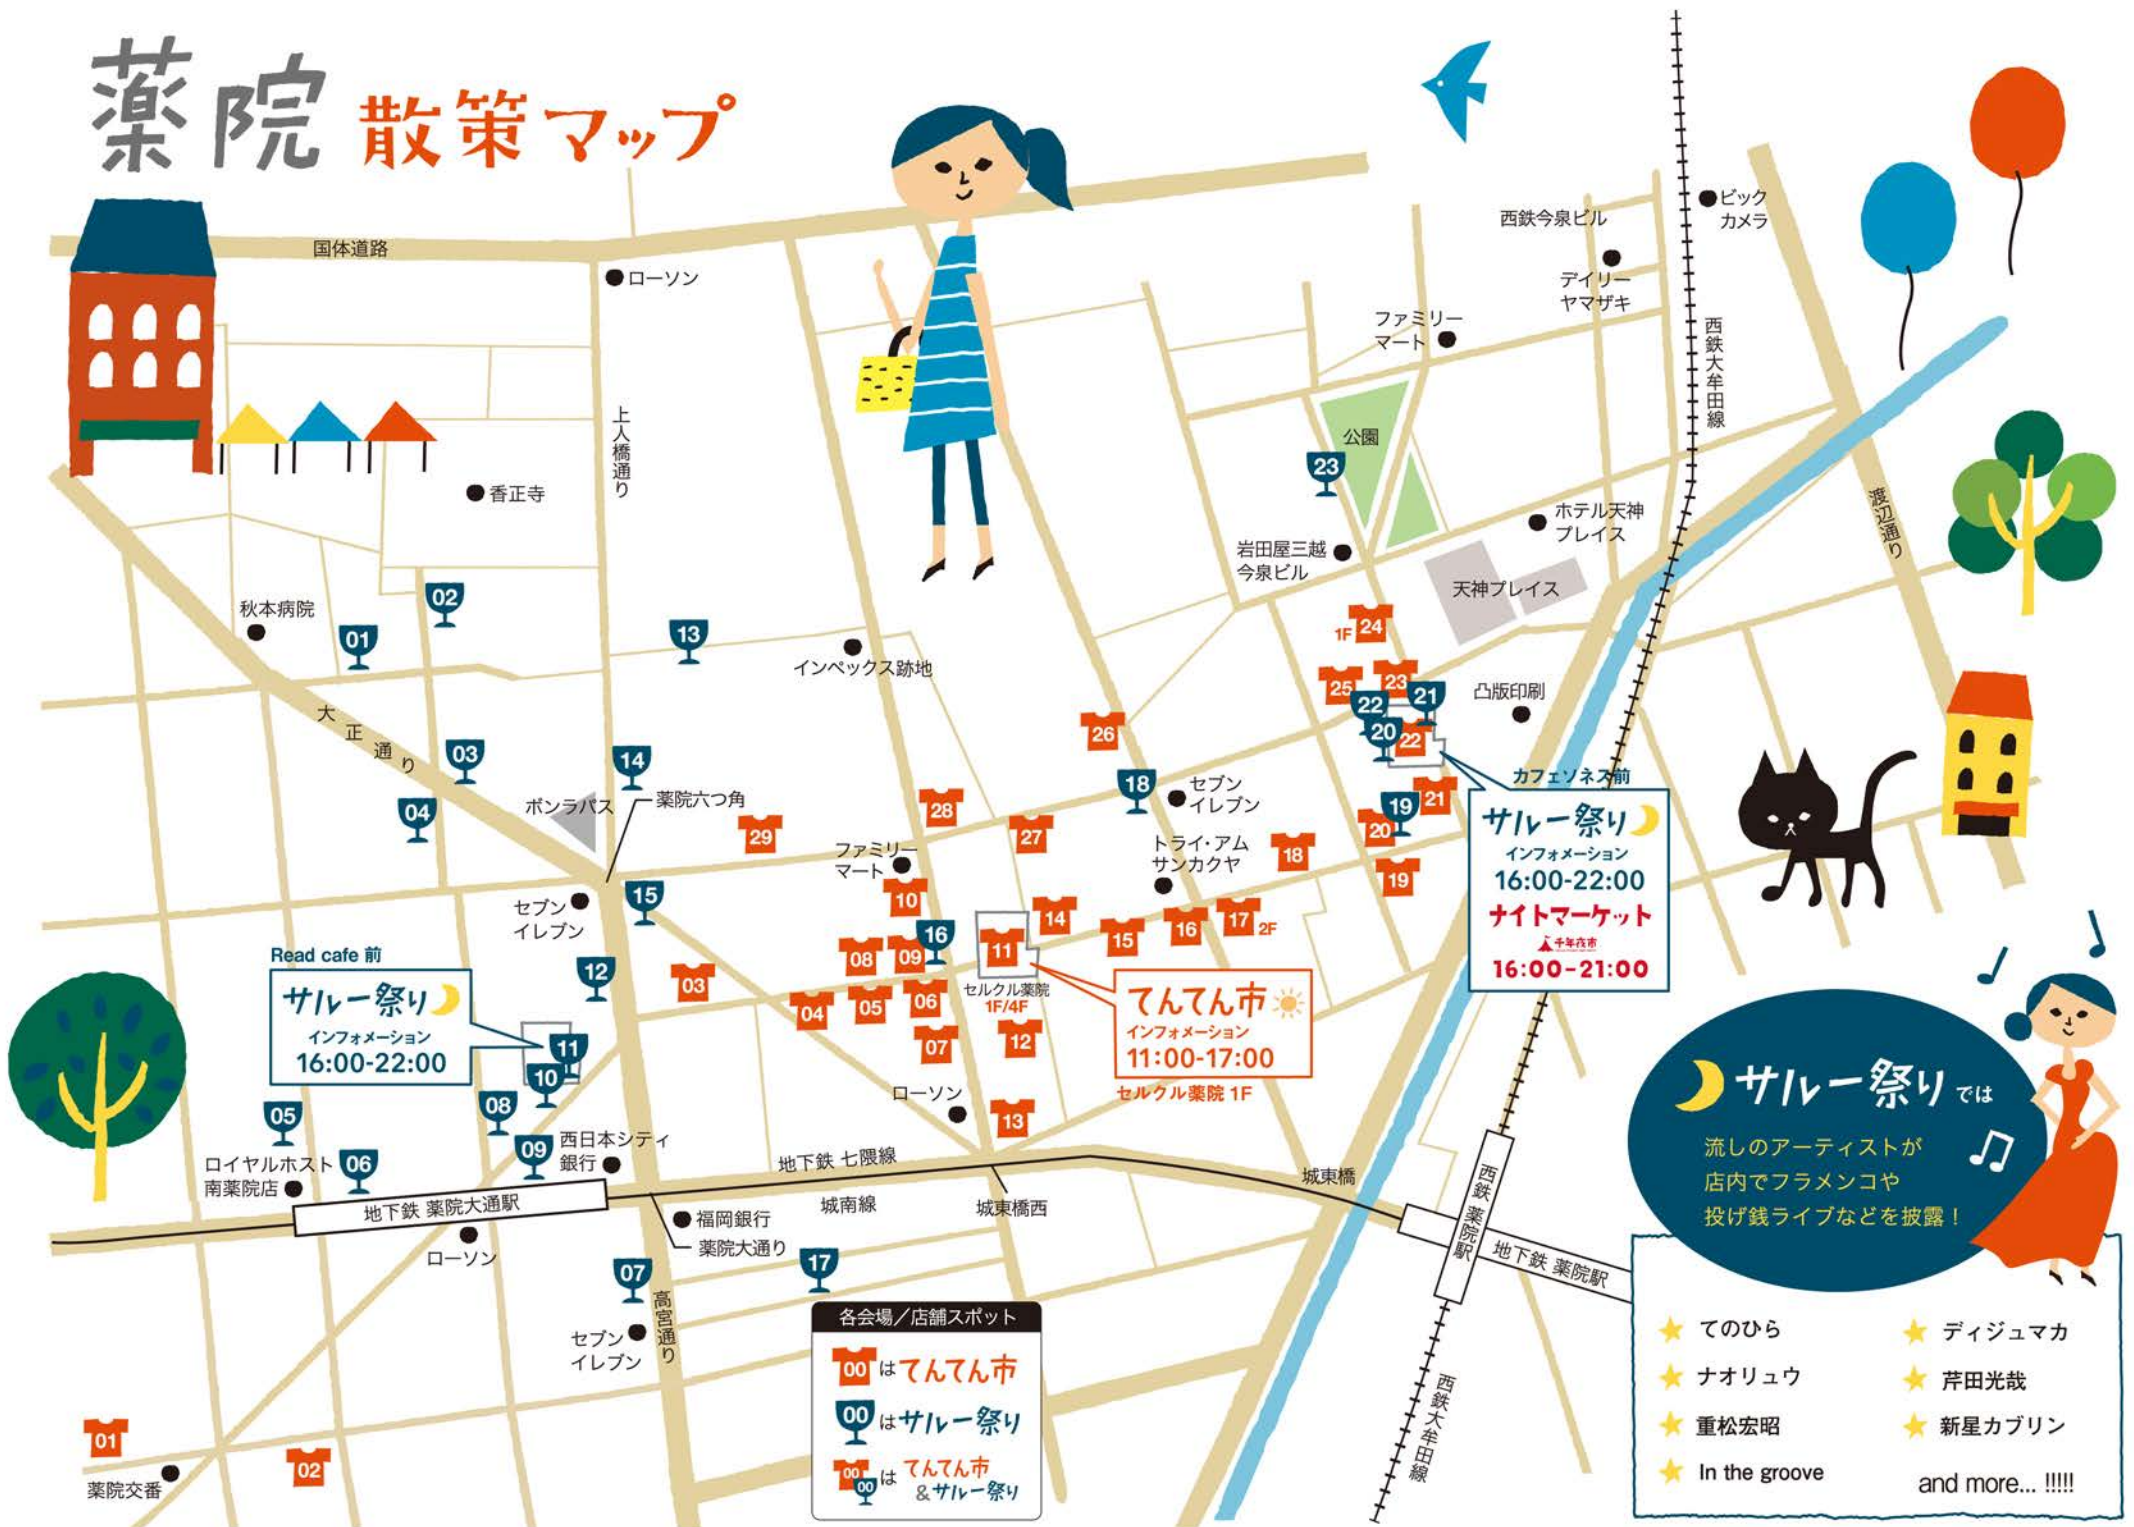 薬院 散策マップ
国体道路
ローソン
上人橋通り
香正寺
秋本病院
01
02
大正通り
03
04
13
インペックス跡地
14
ボンラパス
薬院六つ角
29
セブン
イレブン
15
12
03
Read cafe 前
サルー祭り
インフォメーション
16:00-22:00
11
10
08
09
05
06
ロイヤルホスト
南薬院店
西日本シティ
銀行
地下鉄 薬院大通駅
ローソン
福岡銀行
薬院大通り
07
高宮通り
セブン
イレブン
17
01
薬院交番
02
西鉄今泉ビル
ビック
カメラ
デイリー
ヤマザキ
ファミリー
マート
西鉄大牟田線
公園
23
ホテル天神
プレイス
岩田屋三越
今泉ビル
天神プレイス
渡辺通り
1F
24
25
23
22
21
20
22
凸版印刷
26
18
セブン
イレブン
28
27
トライ・アム
サンカクヤ
18
19
21
20
19
ファミリー
マート
10
16
08
09
11
14
15
16
17
2F
04
05
06
セルクル薬院
1F/4F
07
12
13
ローソン
てんてん市
インフォメーション
11:00-17:00
セルクル薬院 1F
カフェソネス前
サルー祭り
インフォメーション
16:00-22:00
ナイトマーケット
千年夜市
16:00-21:00
地下鉄 七隈線
城南線
城東橋西
城東橋
西鉄 薬院駅
地下鉄 薬院駅
西鉄大牟田線
各会場／店舗スポット
00 は てんてん市
00 は サルー祭り
00 00 は てんてん市
&サルー祭り
サルー祭りでは
流しのアーティストが
店内でフラメンコや
投げ銭ライブなどを披露！
てのひら
ナオリュウ
重松宏昭
In the groove
ディジュマカ
芹田光哉
新星カブリン
and more... !!!!!